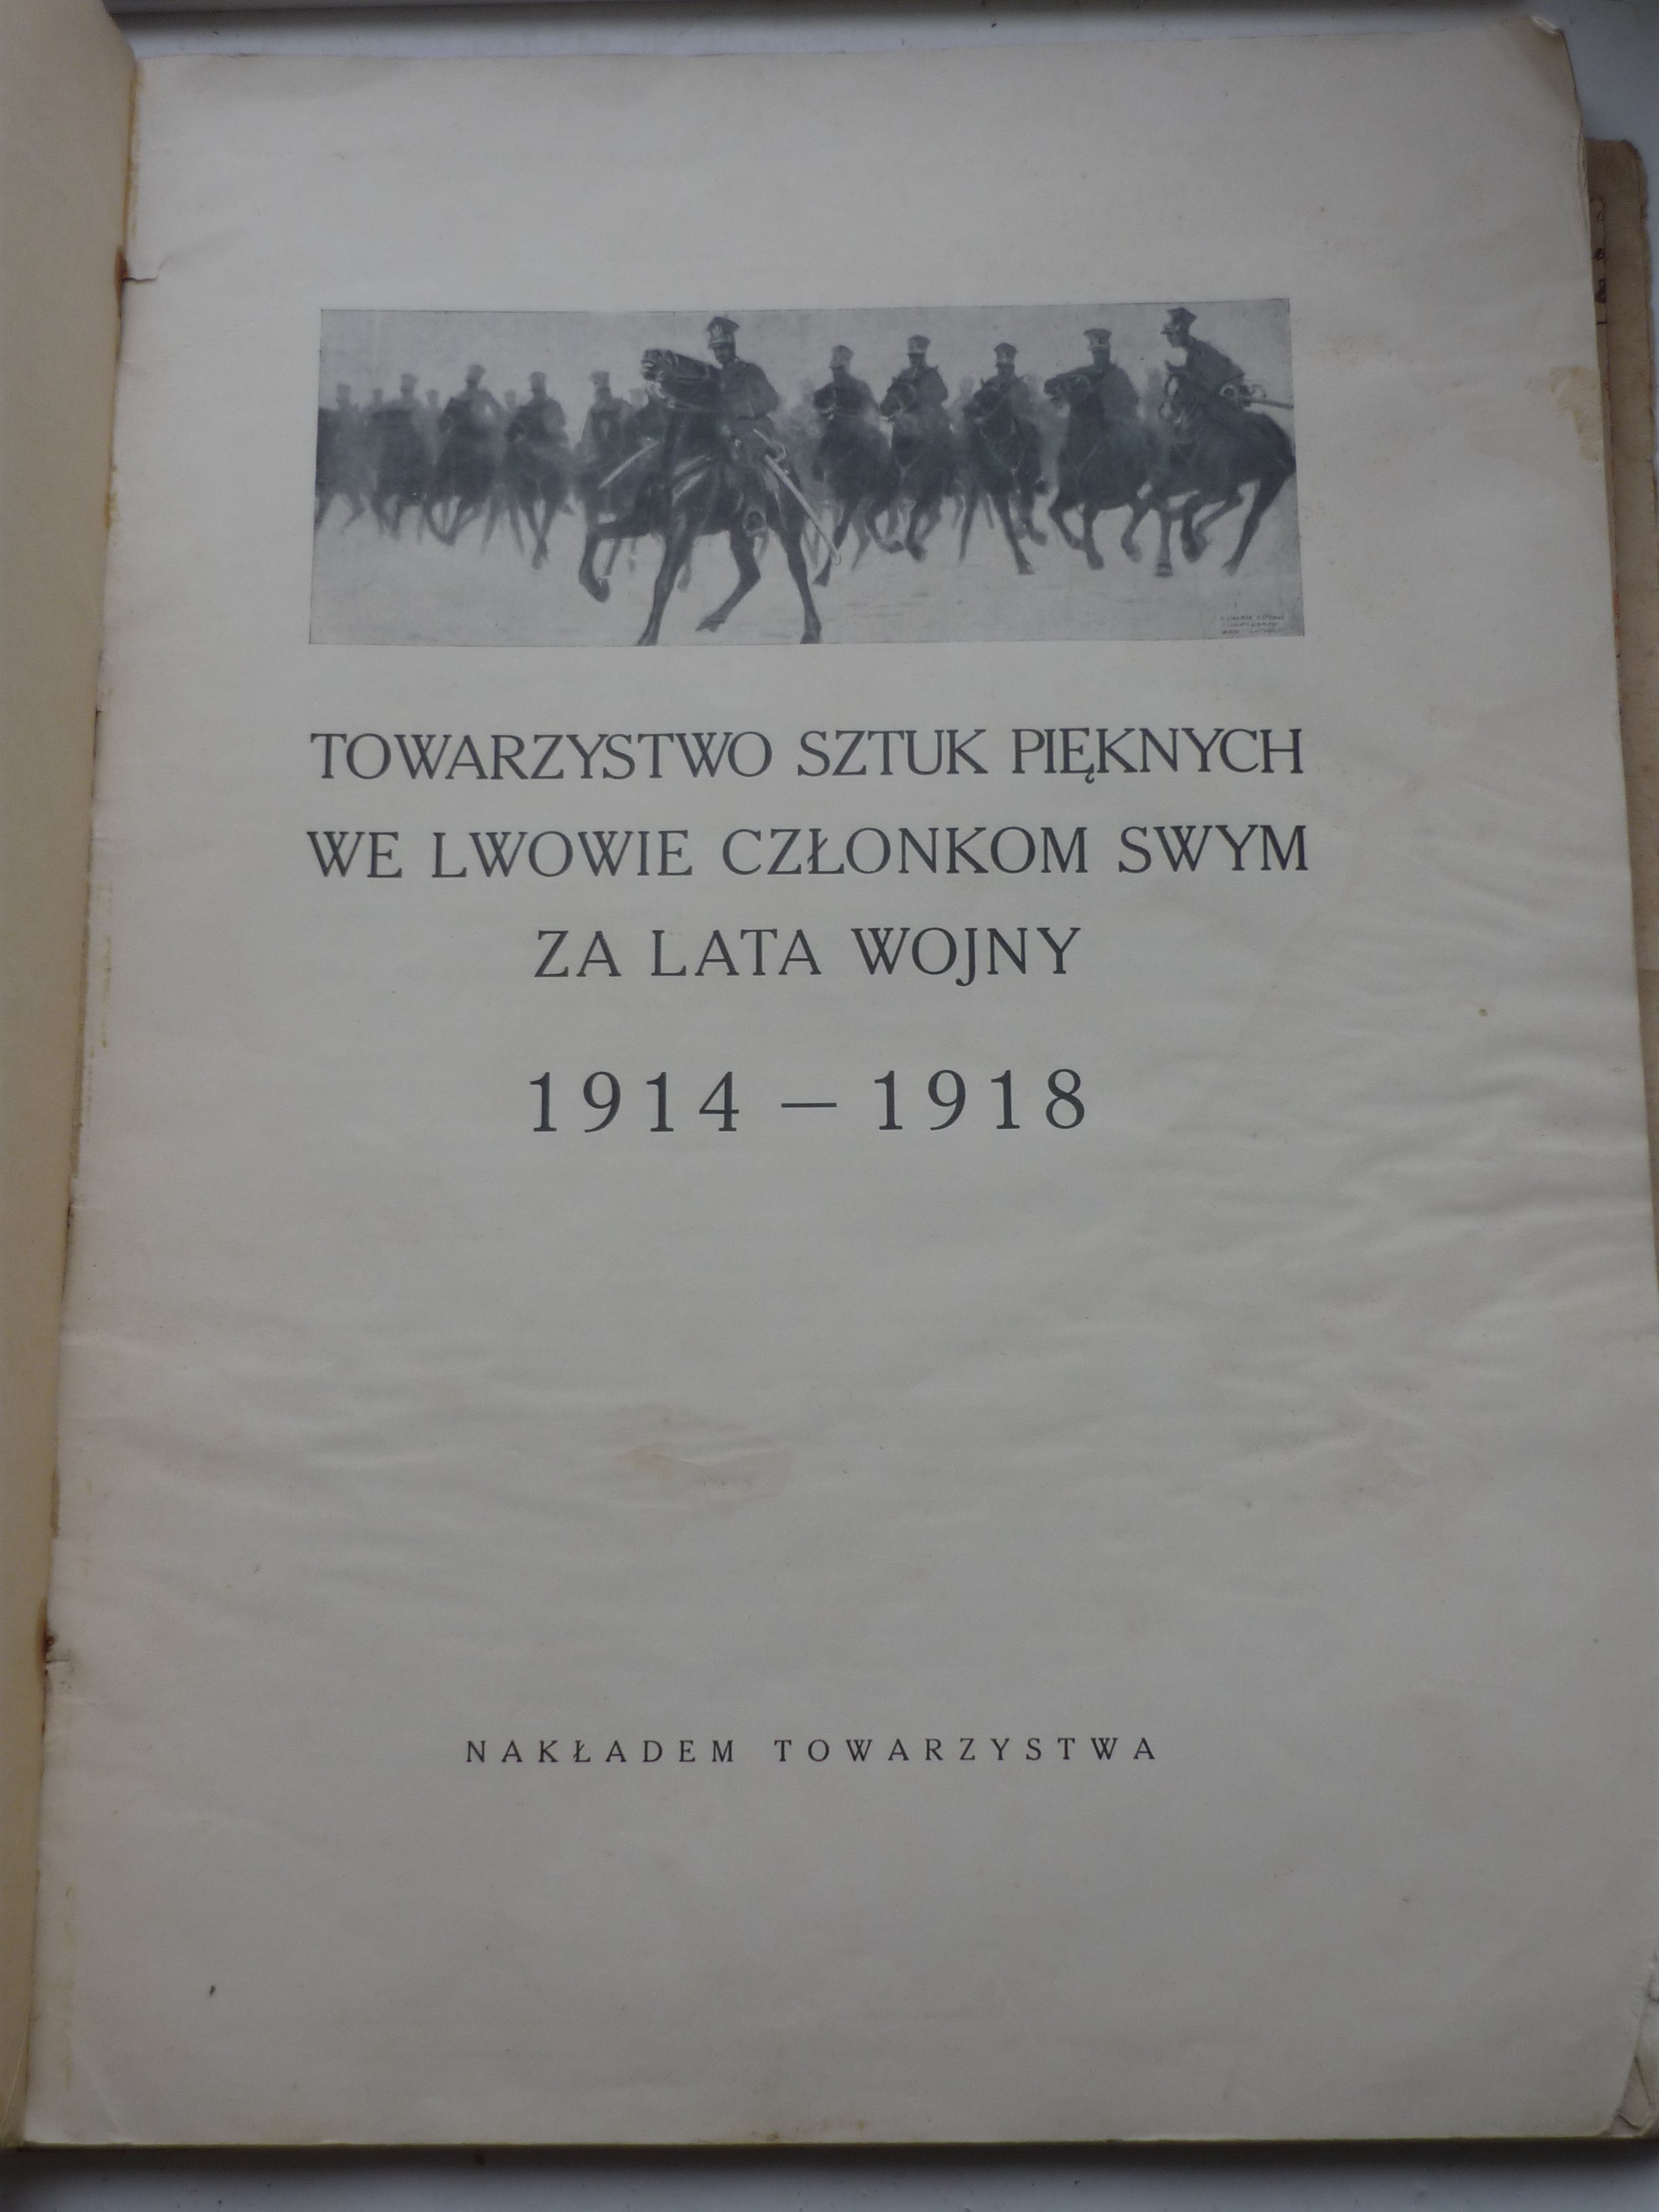 TOWARZYSTWO SZTUK PIĘKNYCH
WE LWOWIE CZŁONKOM SWYM
ZA LATA WOJNY
1914 — 1918
NAKŁADEM TOWARZYSTWA